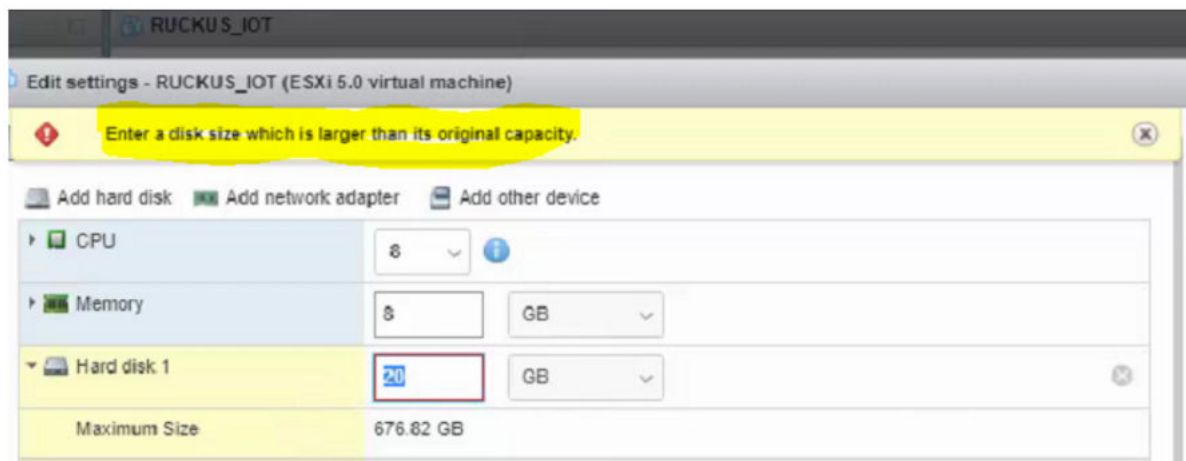 RUCKUS_IOT
Edit settings - RUCKUS_IOT (ESXi 5.0 virtual machine)
Enter a disk size which is larger than its original capacity.
Add hard disk Add network adapter Add other device
CPU 8
Memory 8 GB
Hard disk 1 20 GB
Maximum Size 676.82 GB